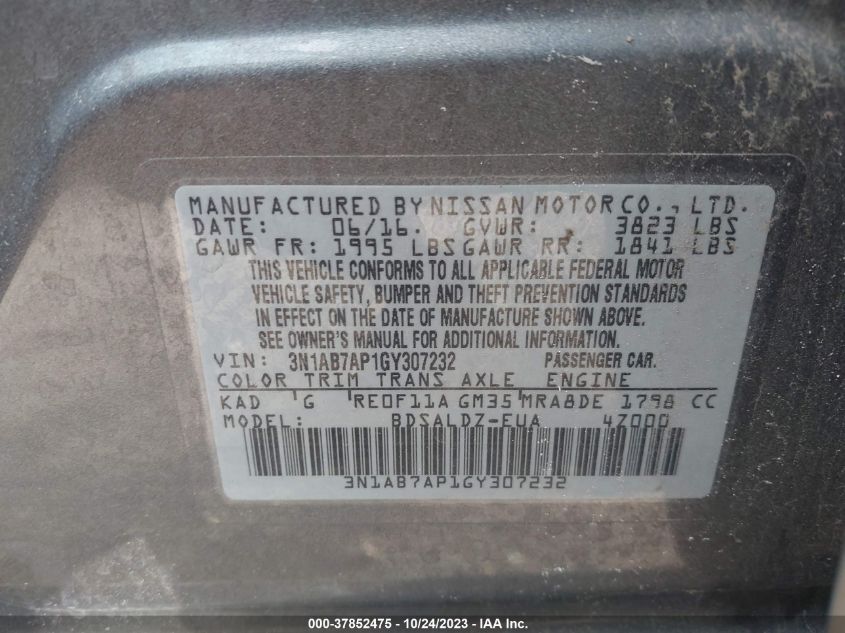 MANUFACTURED BY NISSAN MOTOR CO., LTD.
DATE: 06/16. GVWR: 3823 LBS
GAWR FR: 1995 LBS GAWR RR: 1841 LBS
THIS VEHICLE CONFORMS TO ALL APPLICABLE FEDERAL MOTOR
VEHICLE SAFETY, BUMPER AND THEFT PREVENTION STANDARDS
IN EFFECT ON THE DATE OF MANUFACTURE SHOWN ABOVE.
SEE OWNER'S MANUAL FOR ADDITIONAL INFORMATION.
VIN: 3N1AB7AP1GY307232 PASSENGER CAR.
COLOR TRIM TRANS AXLE ENGINE
KAD G RE0F11A GM35 MRA8DE 1798 CC
MODEL: BDSALDZ-EUA 4Z000
3N1AB7AP1GY307232
000-37852475 - 10/24/2023 - © IAA, Inc.